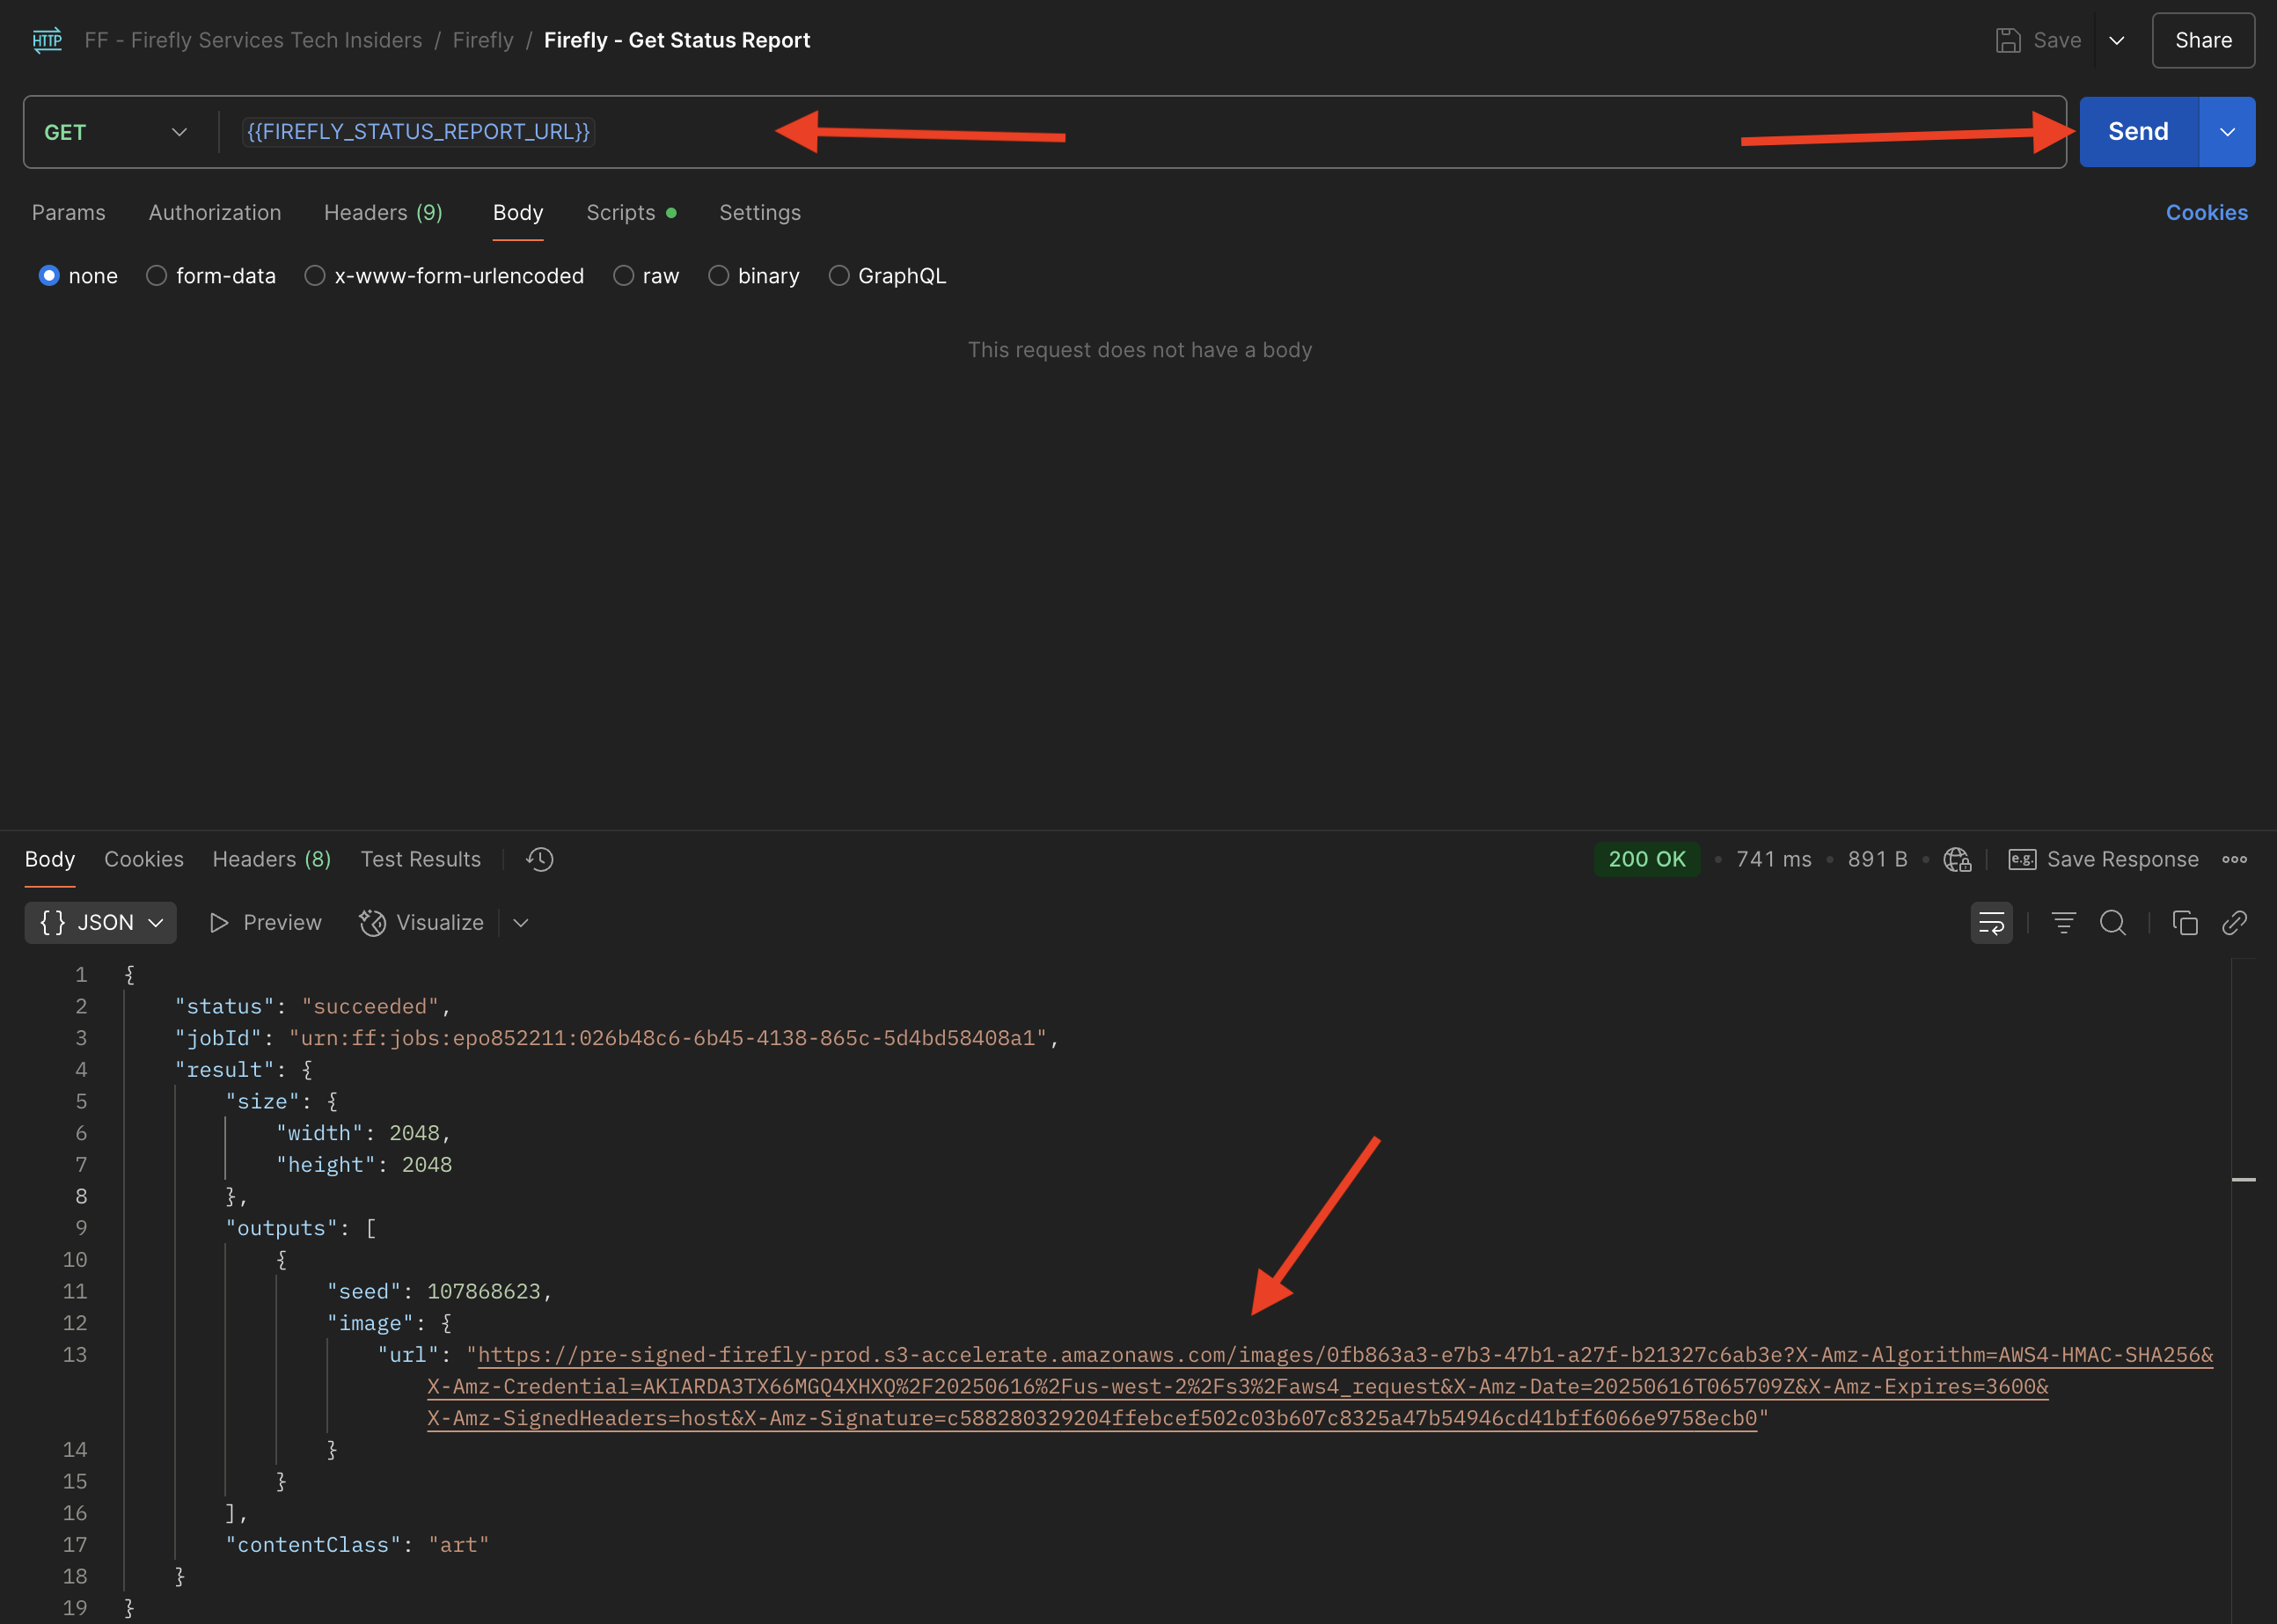 HTTP FF - Firefly Services Tech Insiders / Firefly / Firefly - Get Status Report Save Share
GET {{FIREFLY_STATUS_REPORT_URL}} Send
Params Authorization Headers (9) Body Scripts Settings Cookies
none form-data x-www-form-urlencoded raw binary GraphQL
This request does not have a body
Body Cookies Headers (8) Test Results 200 OK • 741 ms • 891 B • e.g. Save Response
{} JSON Preview Visualize
1 {
2 "status": "succeeded",
3 "jobId": "urn:ff:jobs:epo852211:026b48c6-6b45-4138-865c-5d4bd58408a1",
4 "result": {
5 "size": {
6 "width": 2048,
7 "height": 2048
8 },
9 "outputs": [
10 {
11 "seed": 107868623,
12 "image": {
13 "url": "https://pre-signed-firefly-prod.s3-accelerate.amazonaws.com/images/0fb863a3-e7b3-47b1-a27f-b21327c6ab3e?X-Amz-Algorithm=AWS4-HMAC-SHA256&
X-Amz-Credential=AKIARDA3TX66MGQ4XHXQ%2F20250616%2Fus-west-2%2Fs3%2Faws4_request&X-Amz-Date=20250616T065709Z&X-Amz-Expires=3600&
X-Amz-SignedHeaders=host&X-Amz-Signature=c588280329204ffebcef502c03b607c8325a47b54946cd41bff6066e9758ecb0"
14 }
15 }
16 ],
17 "contentClass": "art"
18 }
19 }